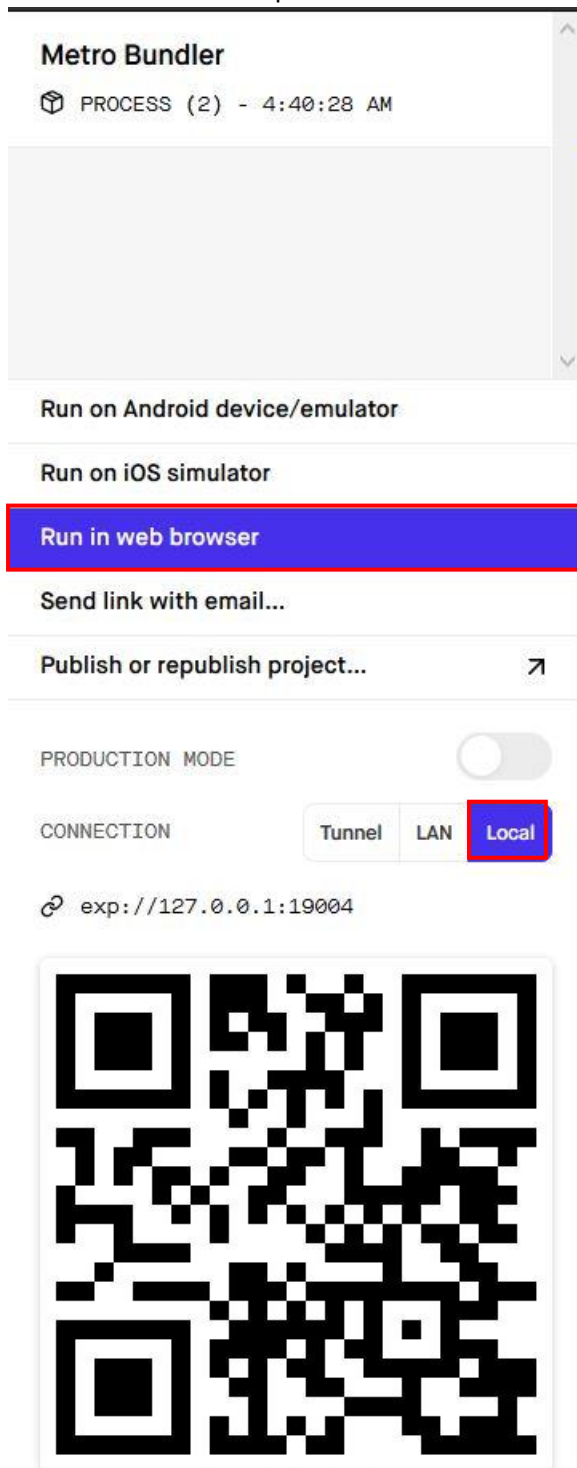 Metro Bundler
PROCESS (2) - 4:40:28 AM
Run on Android device/emulator
Run on iOS simulator
Run in web browser
Send link with email...
Publish or republish project...
PRODUCTION MODE
CONNECTION Tunnel LAN Local
exp://127.0.0.1:19004